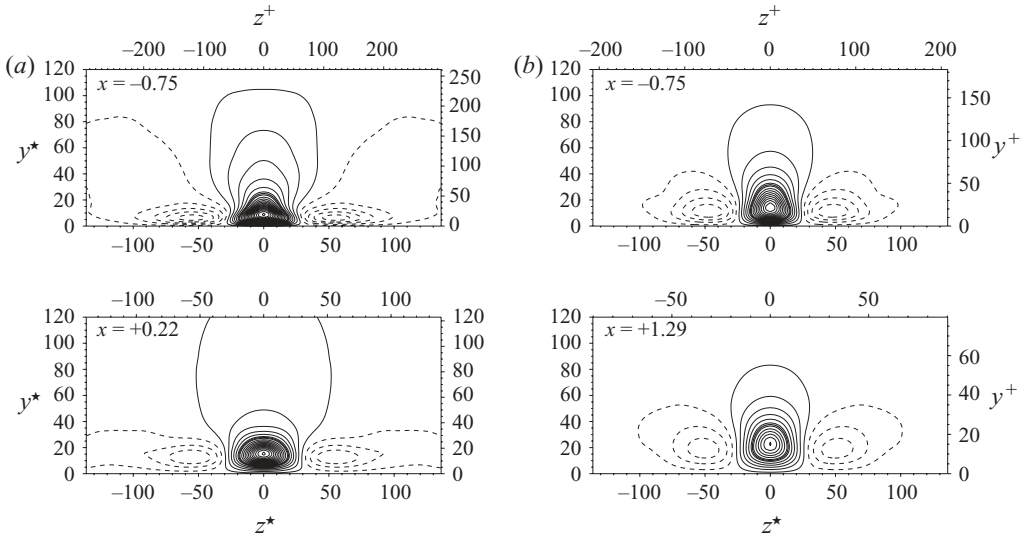 z+ z+
(a) −200 −100 0 100 200 (b) −200 −100 0 100 200
120 x = −0.75 250 120 x = −0.75
100 200 100 150
80 80
y★ 60 150 60 100 y+
40 100 40
20 50 20 50
0 0 0 0
−100 −50 0 50 100 −100 −50 0 50 100
−100 −50 0 50 100 −50 0 50
120 x = +0.22 120 120 x = +1.29
100 100 100 60
80 80 80
y★ 60 60 60 40 y+
40 40 40
20 20 20 20
0 0 0 0
−100 −50 0 50 100 −100 −50 0 50 100
z★ z★